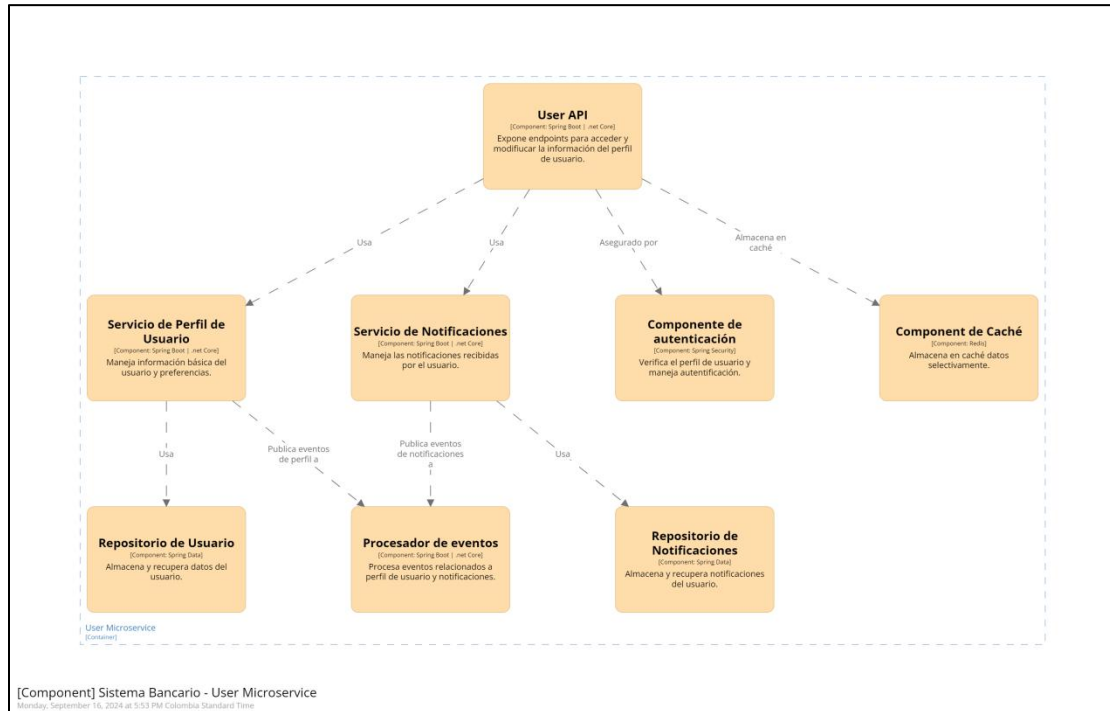 User API
[Component: Spring Boot | .net Core]
Expone endpoints para acceder y
modifiucar la información del perfil
de usuario.
Usa
Usa
Asegurado por
Almacena en
caché
Servicio de Perfil de
Usuario
[Component: Spring Boot | .net Core]
Maneja información básica del
usuario y preferencias.
Servicio de Notificaciones
[Component: Spring Boot | .net Core]
Maneja las notificaciones recibidas
por el usuario.
Componente de
autenticación
[Component: Spring Security]
Verifica el perfil de usuario y
maneja autentificación.
Component de Caché
[Component: Redis]
Almacena en caché datos
selectivamente.
Usa
Publica eventos
de perfil a
Publica eventos
de notificaciones
a
Usa
Repositorio de Usuario
[Component: Spring Data]
Almacena y recupera datos del
usuario.
Procesador de eventos
[Component: Spring Boot | .net Core]
Procesa eventos relacionados a
perfil de usuario y notificaciones.
Repositorio de
Notificaciones
[Component: Spring Data]
Almacena y recupera notificaciones
del usuario.
User Microservice
[Container]
[Component] Sistema Bancario - User Microservice
Monday, September 16, 2024 at 5:53 PM Colombia Standard Time